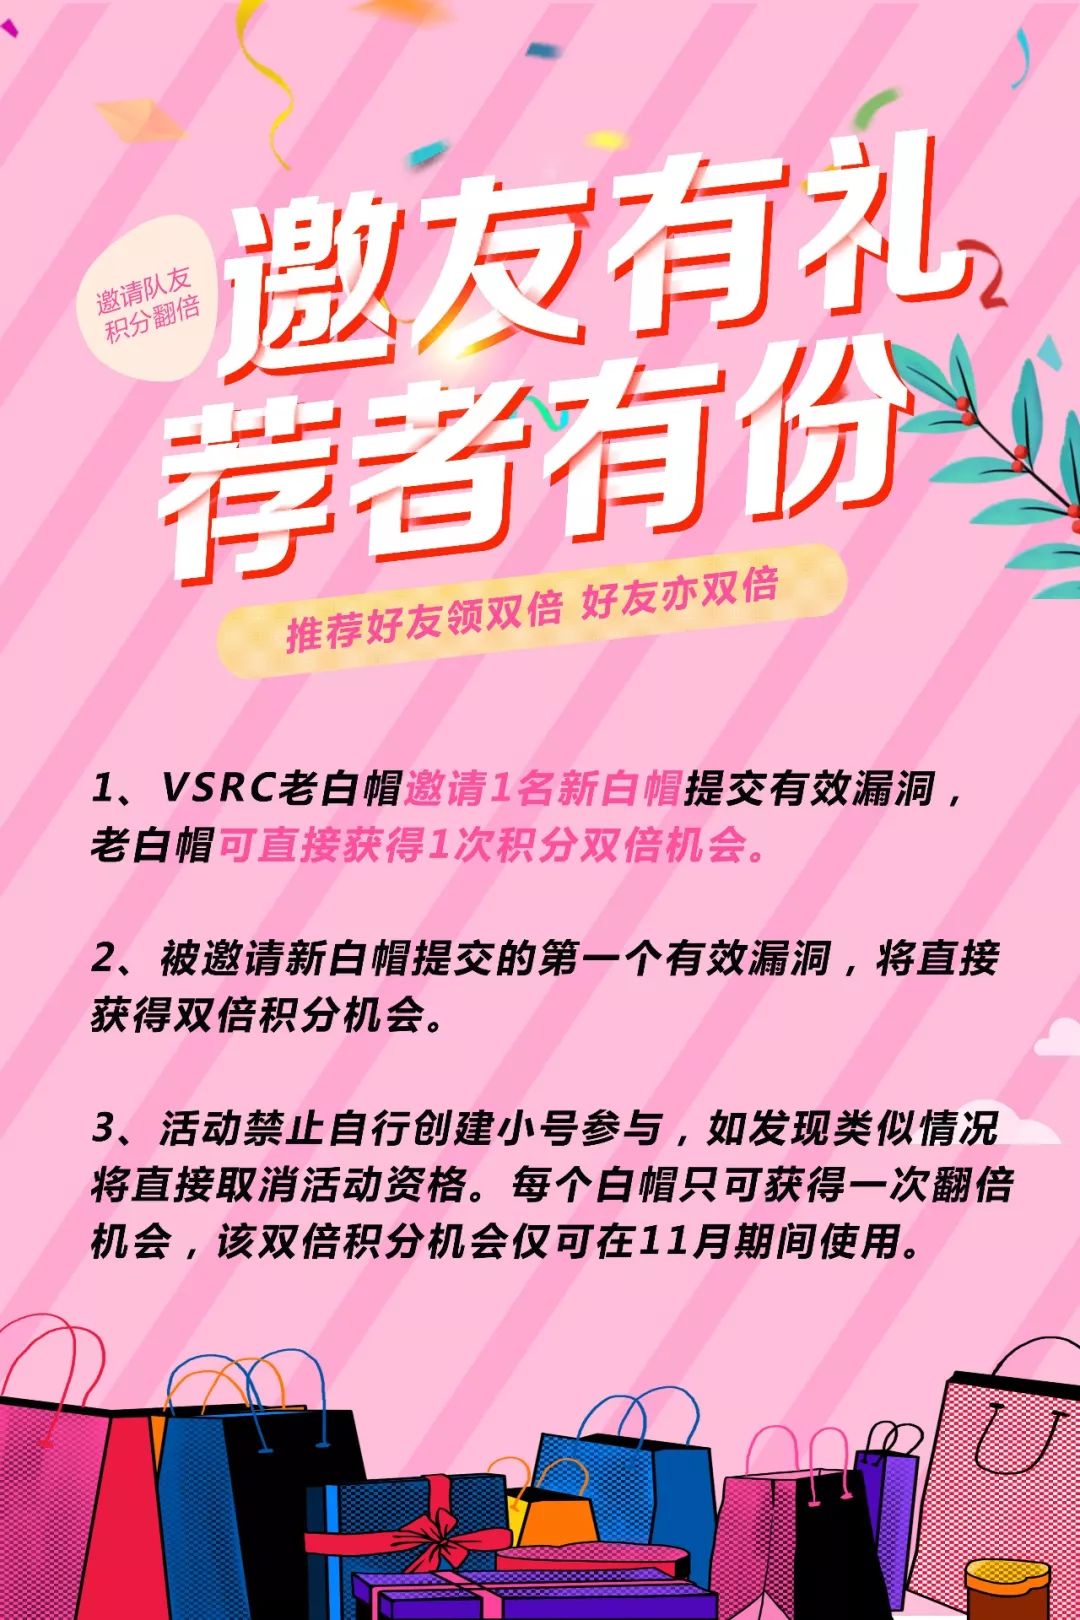 邀请队友
积分翻倍
邀友有礼
荐者有份
推荐好友领双倍 好友亦双倍
1、VSRC老白帽邀请1名新白帽提交有效漏洞，
老白帽可直接获得1次积分双倍机会。
2、被邀请新白帽提交的第一个有效漏洞，将直接
获得双倍积分机会。
3、活动禁止自行创建小号参与，如发现类似情况
将直接取消活动资格。每个白帽只可获得一次翻倍
机会，该双倍积分机会仅可在11月期间使用。